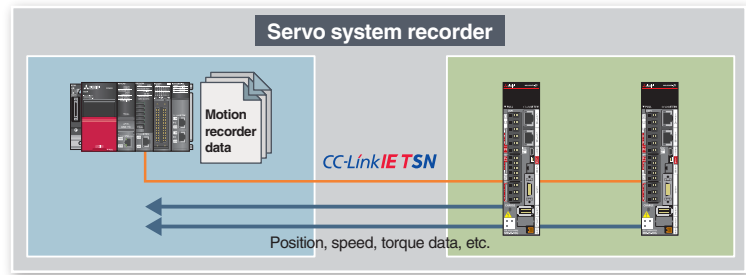 Servo system recorder
Motion
recorder
data
CC-Link IE TSN
Position, speed, torque data, etc.